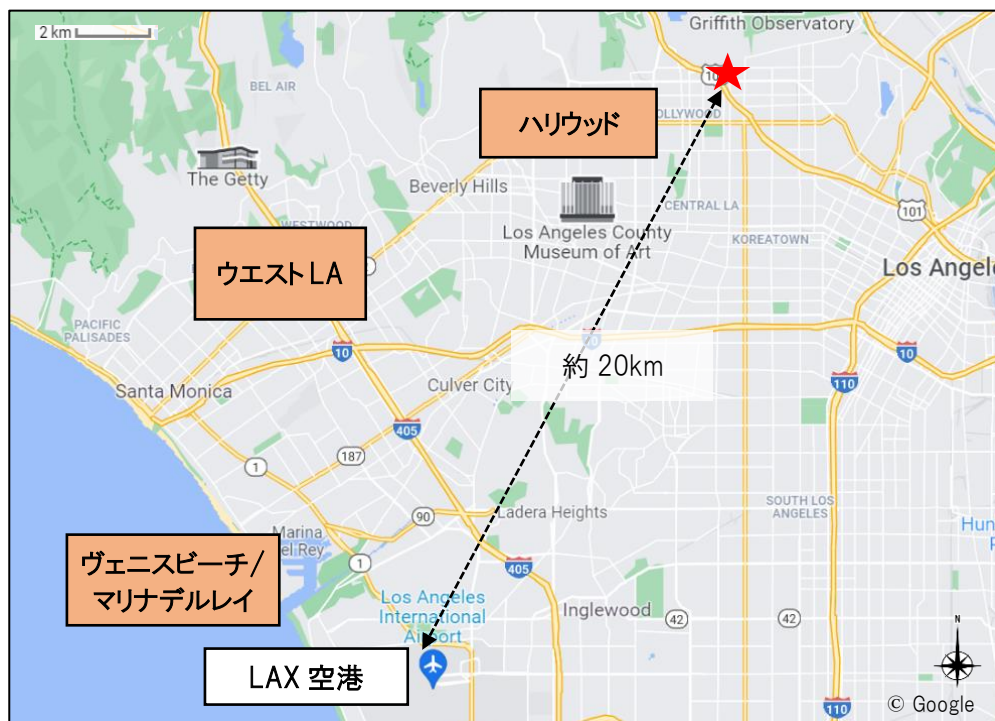 2 km
Griffith Observatory
BEL AIR
101
ハリウッド
OLLYWOOD
The Getty
Beverly Hills
WESTWOOD
CENTRAL LA
101
Los Angeles County
Museum of Art
KOREATOWN
ウエスト LA
Los Angele
PACIFIC
PALISADES
10
10
約 20km
Santa Monica
Culver City
110
405
187
1
90
Ladera Heights
SOUTH LOS
ANGELES
Marina
el Rey
1
405
ヴェニスビーチ/
マリナデルレイ
Los Angeles
International
Airport
Inglewood
42
42
N
LAX 空港
110
© Google